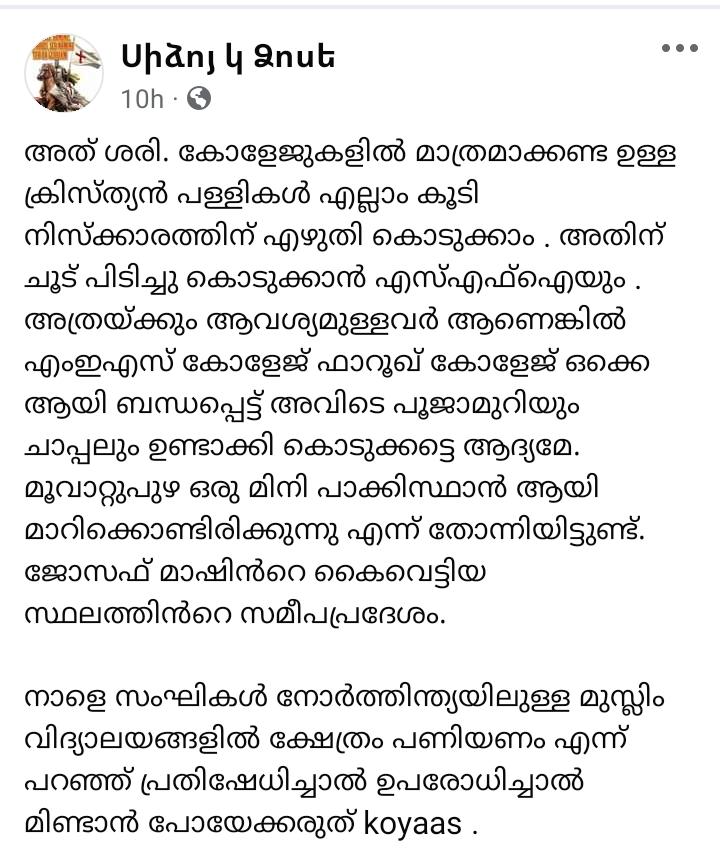 Սիձոյ կ Ձոսե
10h ·
അത് ശരി. കോളേജുകളിൽ മാത്രമാക്കണ്ട ഉള്ള
ക്രിസ്ത്യൻ പള്ളികൾ എല്ലാം കൂടി
നിസ്ക്കാരത്തിന് എഴുതി കൊടുക്കാം . അതിന്
ചൂട് പിടിച്ചു കൊടുക്കാൻ എസ്എഫ്ഐയും .
അത്രയ്ക്കും ആവശ്യമുള്ളവർ ആണെങ്കിൽ
എംഇഎസ് കോളേജ് ഫാറൂഖ് കോളേജ് ഒക്കെ
ആയി ബന്ധപ്പെട്ട് അവിടെ പൂജാമുറിയും
ചാപ്പലും ഉണ്ടാക്കി കൊടുക്കട്ടെ ആദ്യമേ.
മൂവാറ്റുപുഴ ഒരു മിനി പാക്കിസ്ഥാൻ ആയി
മാറിക്കൊണ്ടിരിക്കുന്നു എന്ന് തോന്നിയിട്ടുണ്ട്.
ജോസഫ് മാഷിൻറെ കൈവെട്ടിയ
സ്ഥലത്തിൻറെ സമീപപ്രദേശം.
നാളെ സംഘികൾ നോർത്തിന്ത്യയിലുള്ള മുസ്ലിം
വിദ്യാലയങ്ങളിൽ ക്ഷേത്രം പണിയണം എന്ന്
പറഞ്ഞ് പ്രതിഷേധിച്ചാൽ ഉപരോധിച്ചാൽ
മിണ്ടാൻ പോയേക്കരുത് koyaas .